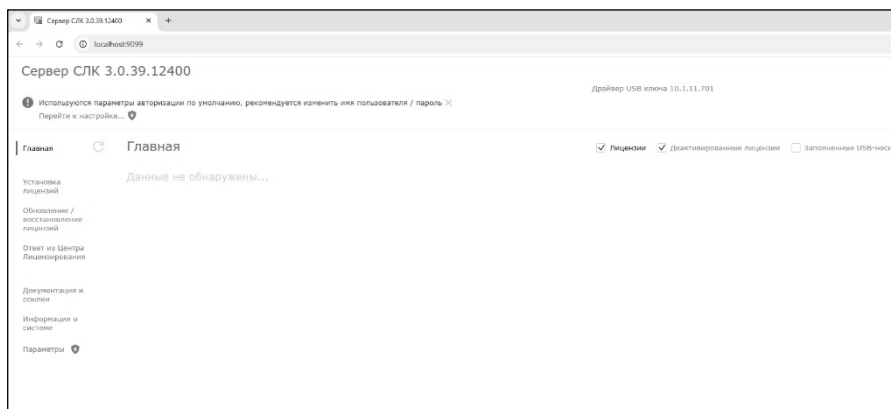 Сервер СЛК 3.0.39.12400
localhost:9099
Сервер СЛК 3.0.39.12400
Драйвер USB ключа 10.1.11.701
Используются параметры авторизации по умолчанию, рекомендуется изменить имя пользователя / пароль
Перейти к настройке...
Главная
Главная
Лицензии
Деактивированные лицензии
Заполненные USB-носи
Данные не обнаружены...
Установка
лицензий
Обновление /
восстановление
лицензий
Ответ из Центра
Лицензирования
Документация и
ссылки
Информация о
системе
Параметры